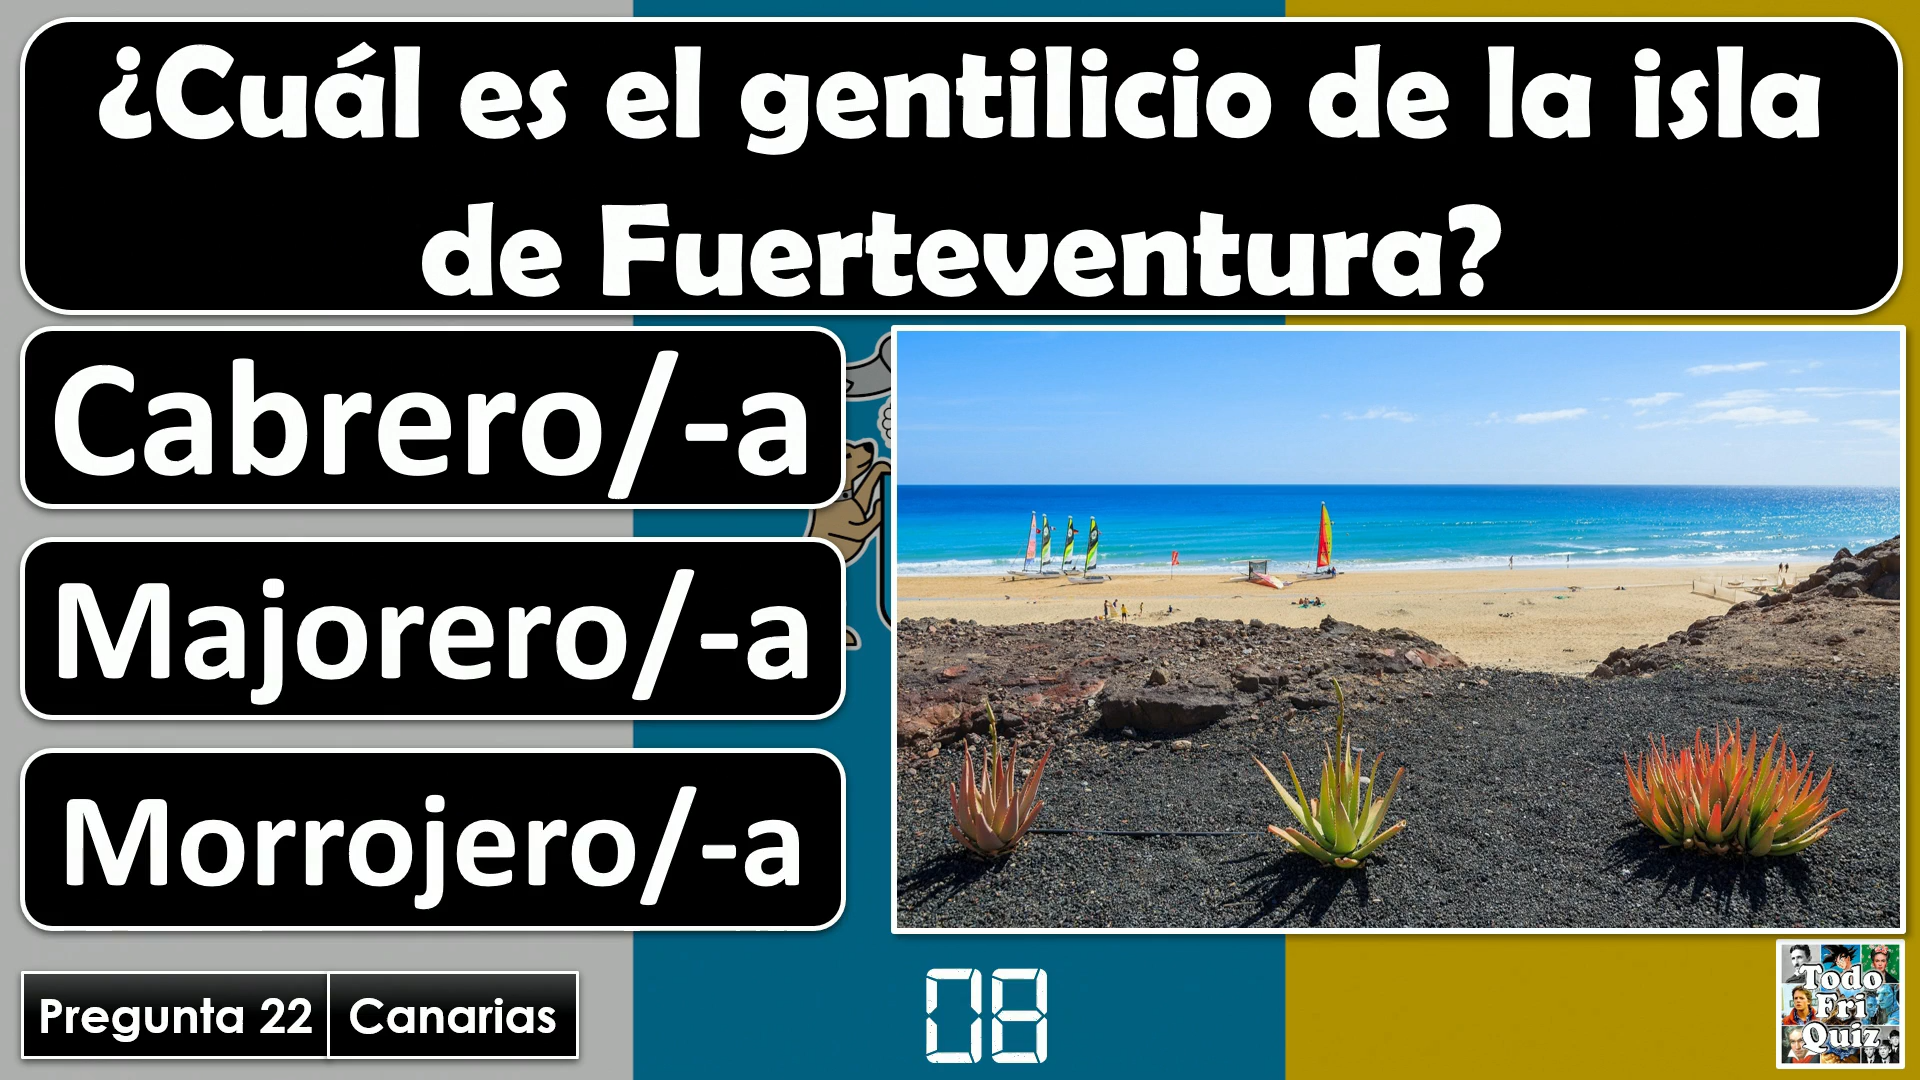 ¿Cuál es el gentilicio de la isla
de Fuerteventura?
Cabrero/-a
Majorero/-a
Morrojero/-a
Pregunta 22
Canarias
08
Todo
Fri
Quiz